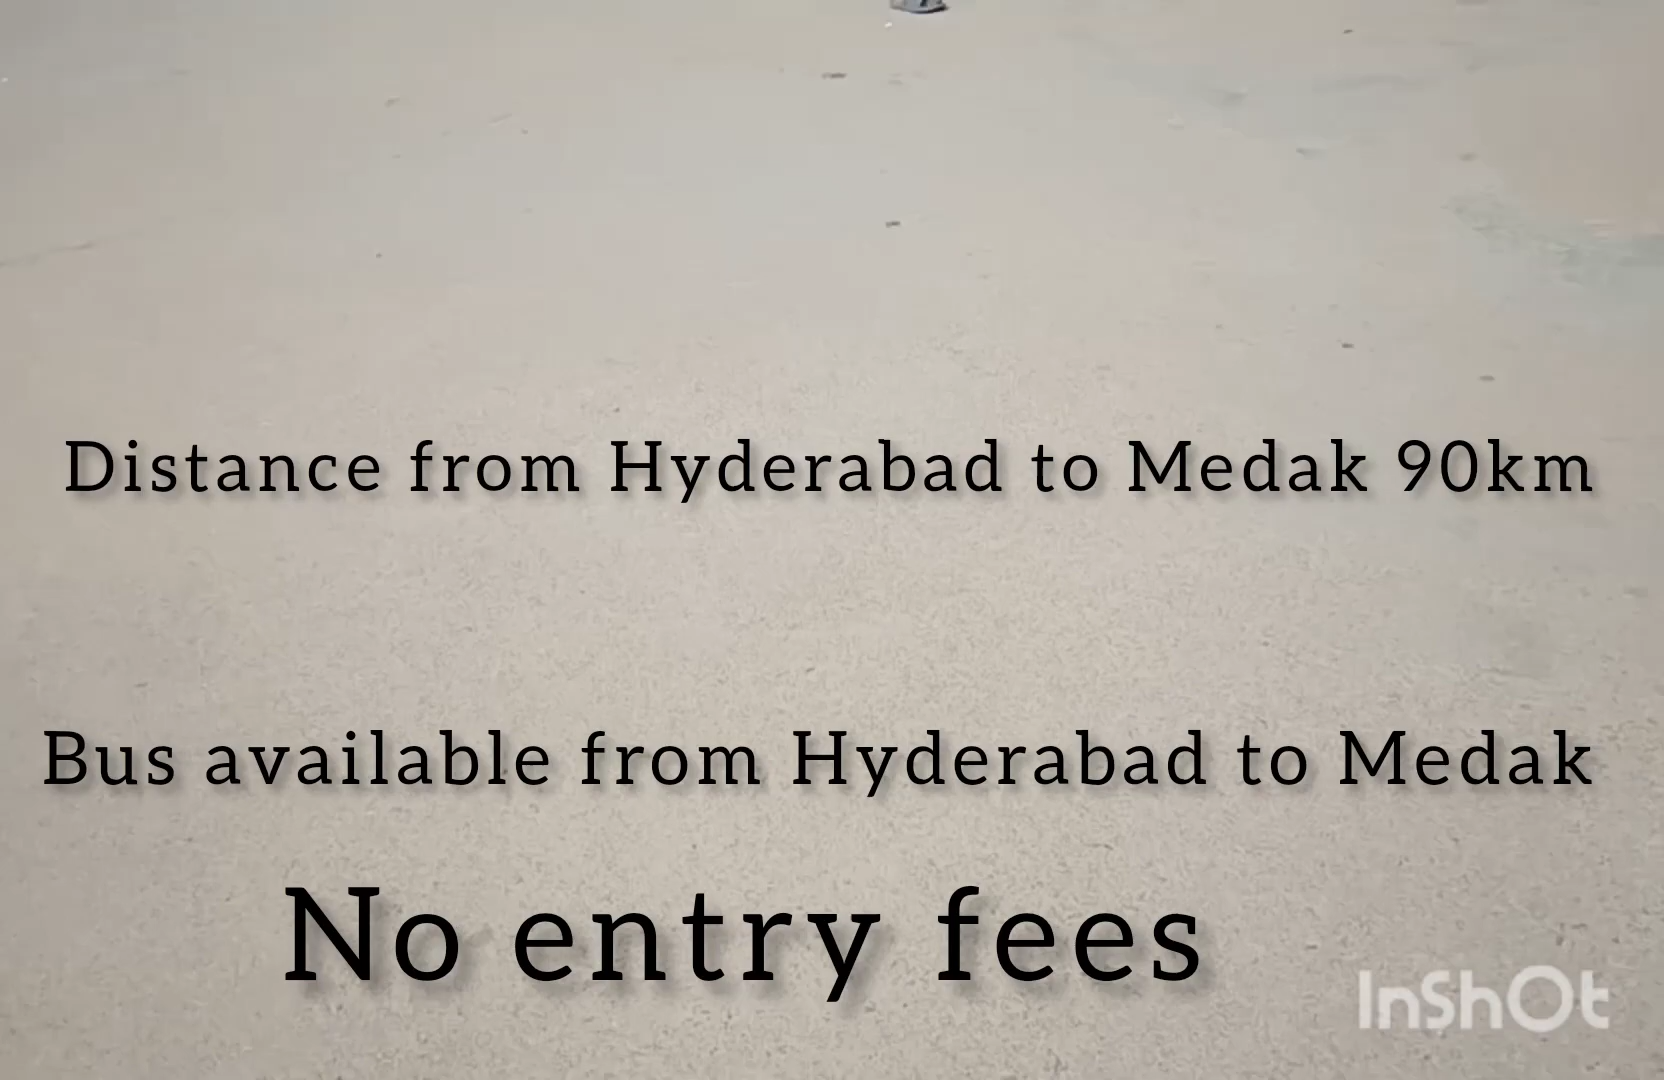 Distance from Hyderabad to Medak 90km
Bus available from Hyderabad to Medak
No entry fees
InShOt